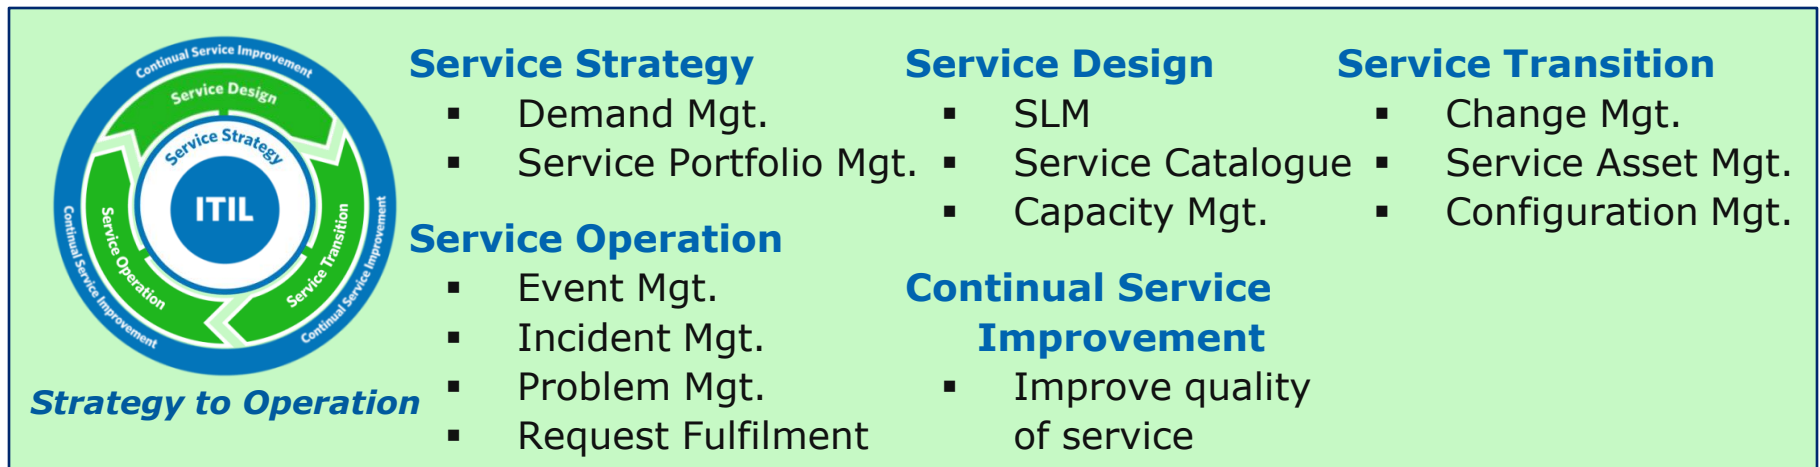 Continual Service Improvement
Service Design
Service Strategy
ITIL
Service Operation
Service Transition
Continual Service Improvement
Continual Service Improvement
Strategy to Operation
Service Strategy
▪ Demand Mgt.
▪ Service Portfolio Mgt.
Service Operation
▪ Event Mgt.
▪ Incident Mgt.
▪ Problem Mgt.
▪ Request Fulfilment
Service Design
▪ SLM
▪ Service Catalogue
▪ Capacity Mgt.
Continual Service
Improvement
▪ Improve quality
of service
Service Transition
▪ Change Mgt.
▪ Service Asset Mgt.
▪ Configuration Mgt.